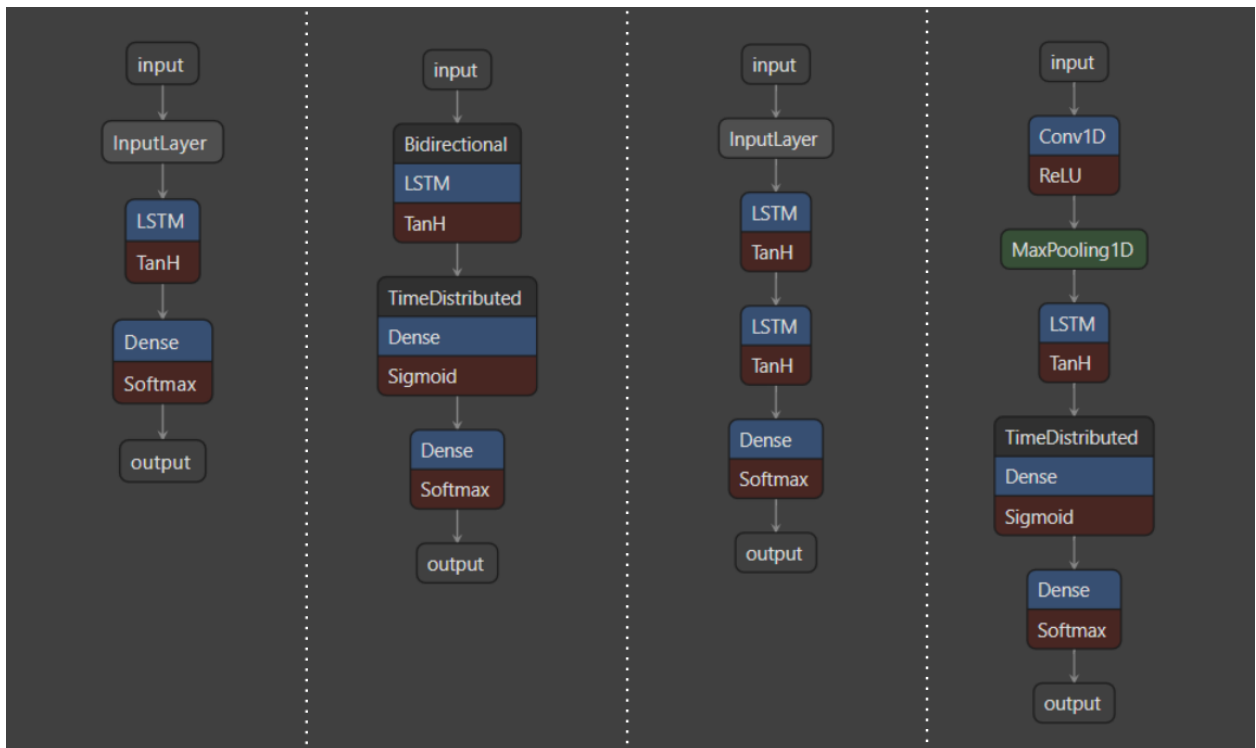 input
InputLayer
LSTM
TanH
Dense
Softmax
output
input
Bidirectional
LSTM
TanH
TimeDistributed
Dense
Sigmoid
Dense
Softmax
output
input
InputLayer
LSTM
TanH
LSTM
TanH
Dense
Softmax
output
input
Conv1D
ReLU
MaxPooling1D
LSTM
TanH
TimeDistributed
Dense
Sigmoid
Dense
Softmax
output